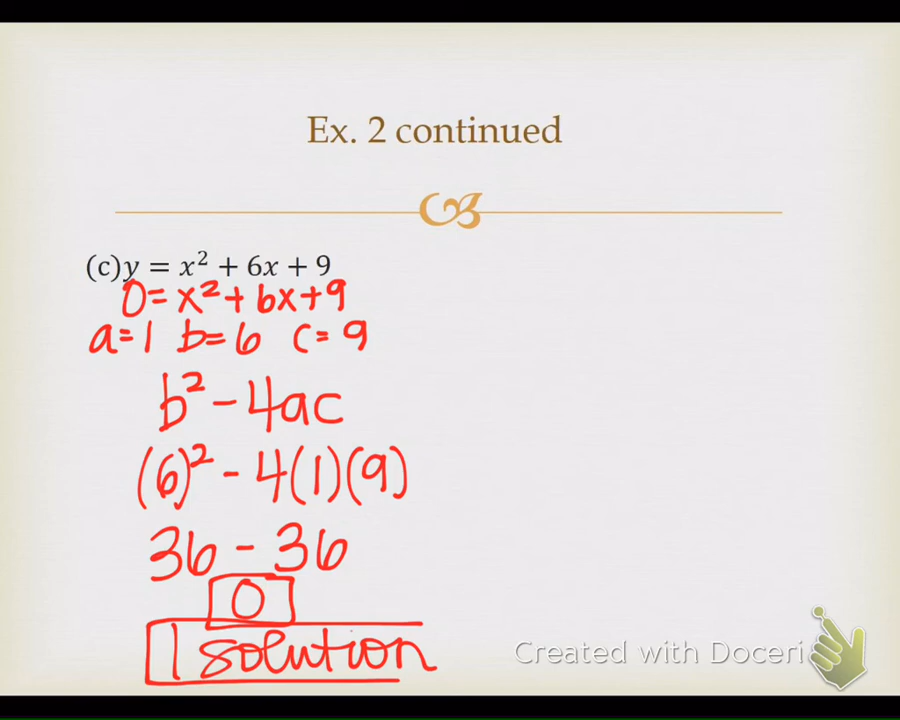 Ex. 2 continued
(c) y = x² + 6x + 9
0 = x² + 6x + 9
a=1 b=6 c=9
b² - 4ac
(6)² - 4(1)(9)
36 - 36
0
1 solution
Created with Doceri